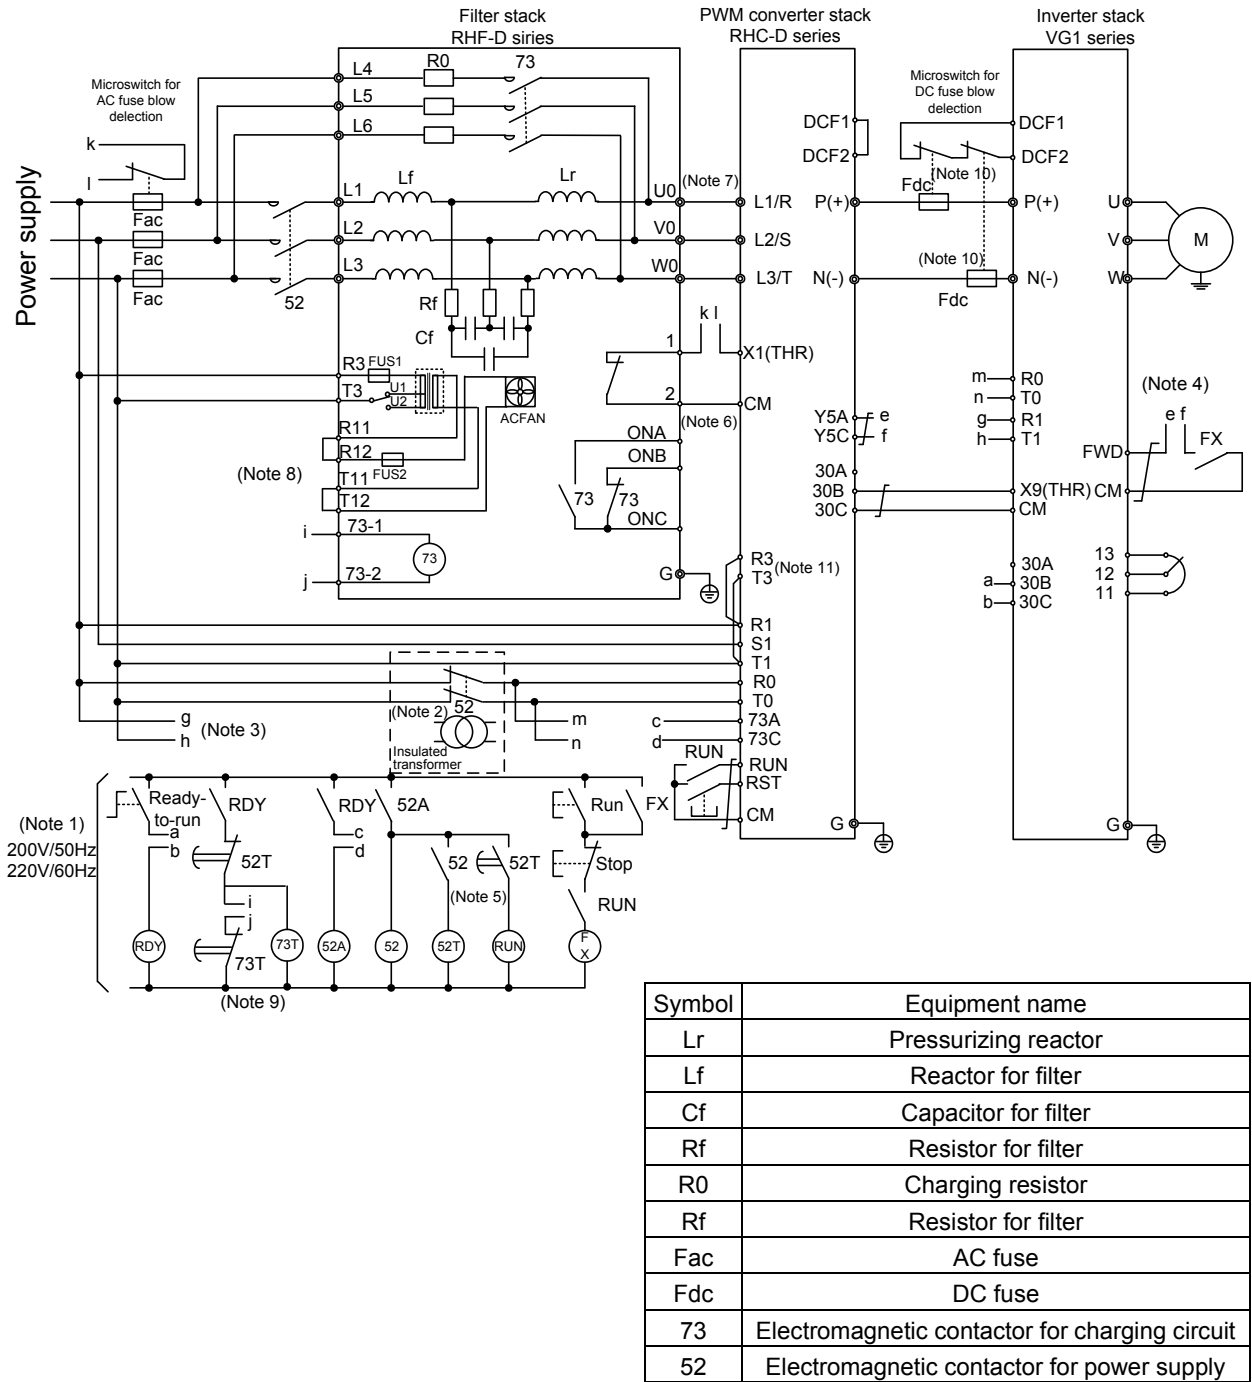 Filter stack
RHF-D siries
PWM converter stack
RHC-D series
Inverter stack
VG1 series
Microswitch for
AC fuse blow
delection
k
l
Power supply
Fac
Fac
Fac
52
L4
L5
L6
R0
73
L1
L2
L3
Lf
Lr
U0
V0
W0
(Note 7)
Rf
Cf
R3
FUS1
T3
U1
U2
ACFAN
R11
R12
FUS2
T11
T12
(Note 8)
i
73-1
73
j
73-2
1
2
k l
(Note 6)
ONA
ONB
ONC
73
73
G
DCF1
DCF2
L1/R
L2/S
L3/T
P(+)
N(-)
X1(THR)
CM
Y5A
Y5C
e
f
30A
30B
30C
R3
T3
(Note 11)
R1
S1
T1
R0
T0
73A
73C
RUN
RST
CM
G
c
d
RUN
Microswitch for
DC fuse blow
delection
Fdc
(Note 10)
(Note 10)
Fdc
DCF1
DCF2
P(+)
N(-)
U
V
W
M
m
n
g
h
R0
T0
R1
T1
(Note 4)
e f
FX
FWD
CM
X9(THR)
CM
30A
30B
30C
a
b
13
12
11
G
g
h
(Note 3)
(Note 2)
52
Insulated
transformer
m
n
(Note 1)
200V/50Hz
220V/60Hz
Ready-
to-run
a
b
RDY
RDY
52T
i
j
73T
73T
(Note 9)
RDY
c
d
52A
52A
52
52
(Note 5)
52T
52T
RUN
Run
FX
Stop
RUN
F
X
Symbol Equipment name
Lr Pressurizing reactor
Lf Reactor for filter
Cf Capacitor for filter
Rf Resistor for filter
R0 Charging resistor
Rf Resistor for filter
Fac AC fuse
Fdc DC fuse
73 Electromagnetic contactor for charging circuit
52 Electromagnetic contactor for power supply